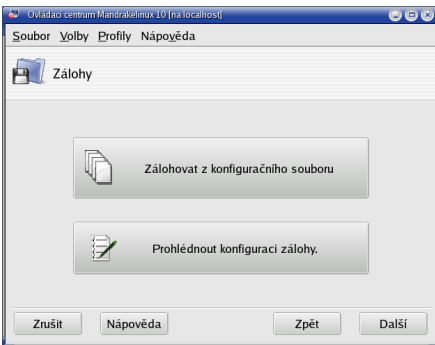 Ovládací centrum Mandrakelinux 10 [na localhost]
Soubor Volby Profily Nápověda
Zálohy
Zálohovat z konfiguračního souboru
Prohlédnout konfiguraci zálohy.
Zrušit Nápověda Zpět Další